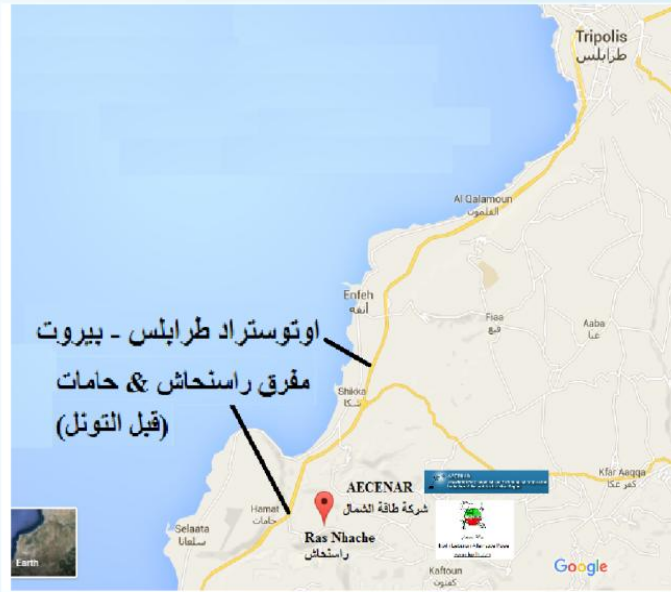 Tripolis
طرابلس
Al Qalamoun
القلمون
Enfeh
أنفه
اوتوستراد طرابلس - بيروت
Fiaa
فيع
Aaba
عبا
مفرق راسنحاش & حامات
(قبل التونل)
Shikka
شكا
Kfar Aaqqa
كفر عكا
AECENAR
شركة طاقة الشمال
Hamat
حامات
Selaata
سلعاتا
Ras Nhache
راسنحاش
Earth
Kaftoun
كفتون
Google